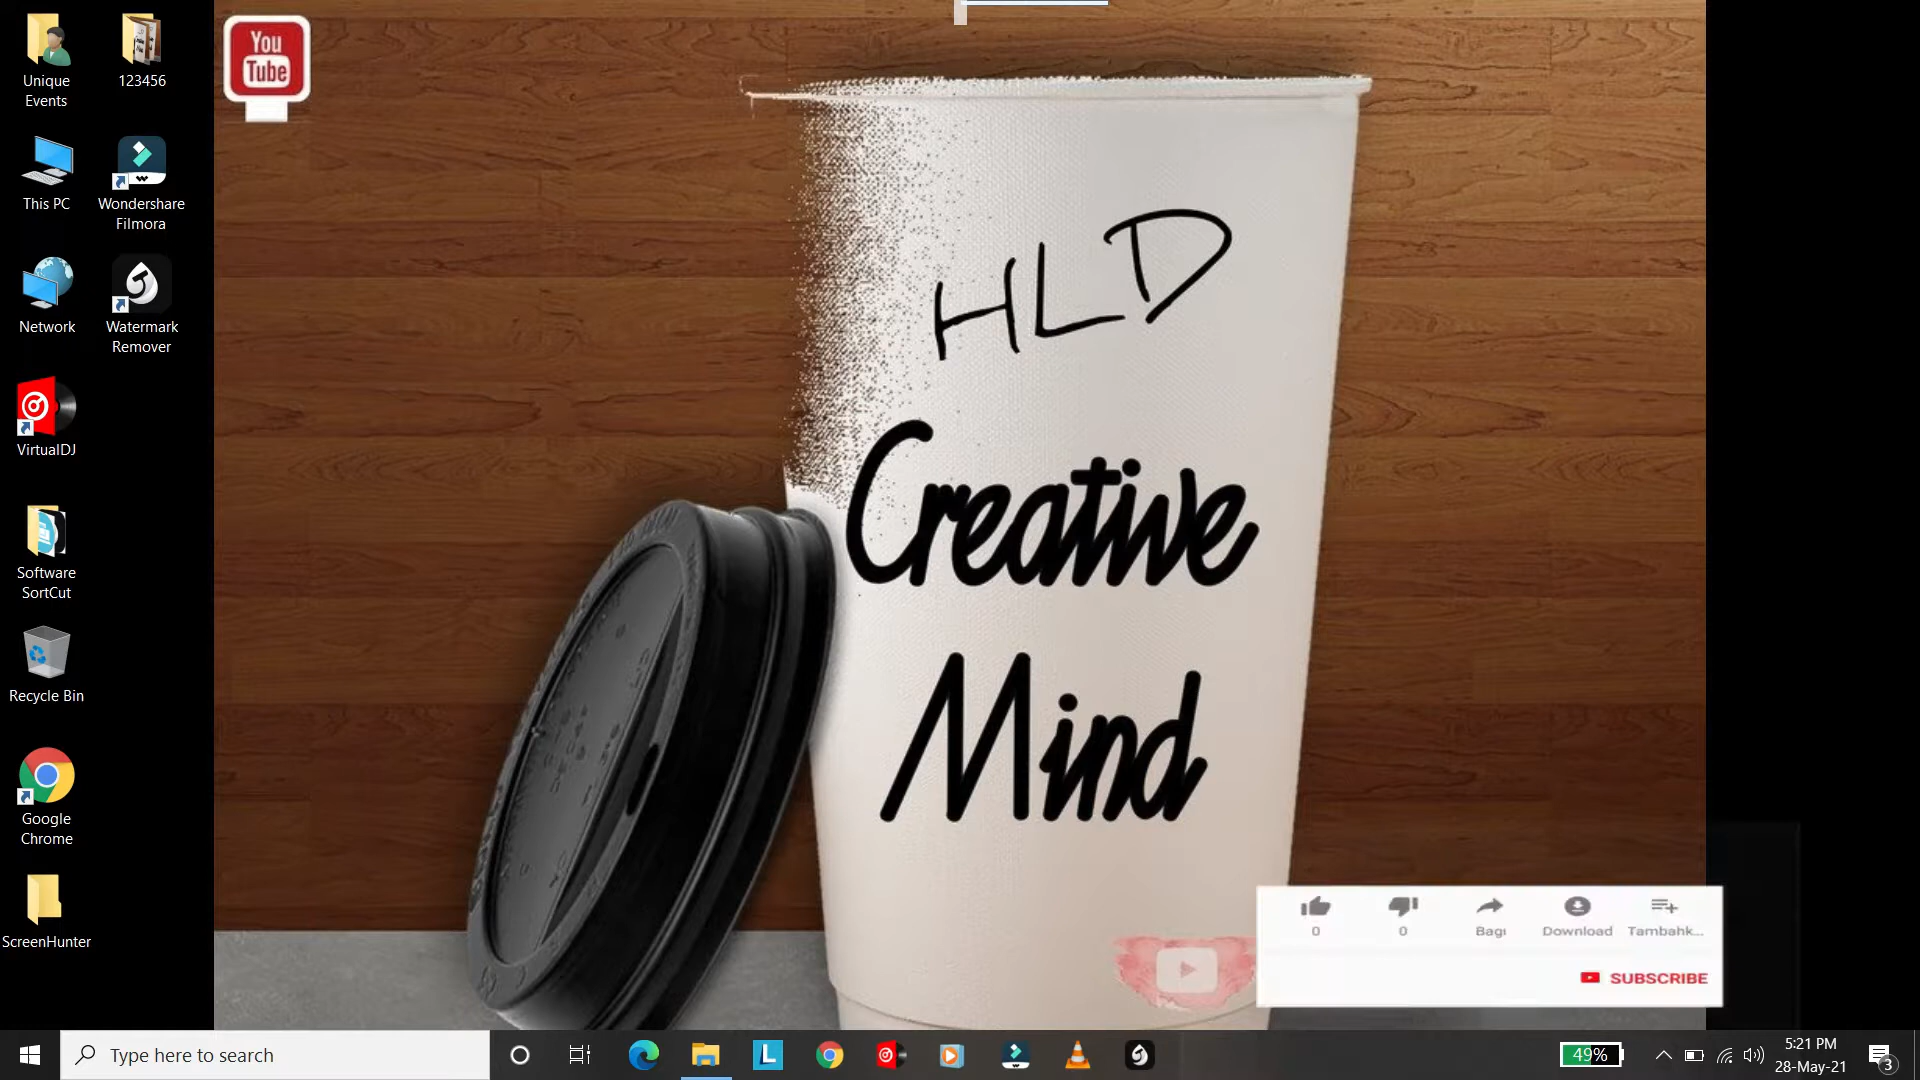 Unique
Events
123456
This PC
Wondershare
Filmora
Network
Watermark
Remover
VirtualDJ
Software
SortCut
Recycle Bin
Google
Chrome
ScreenHunter
You
Tube
HLD
Creative
Mind
0
0
Bagi
Download
Tambahk...
SUBSCRIBE
Type here to search
L
49%
5:21 PM
28-May-21
3